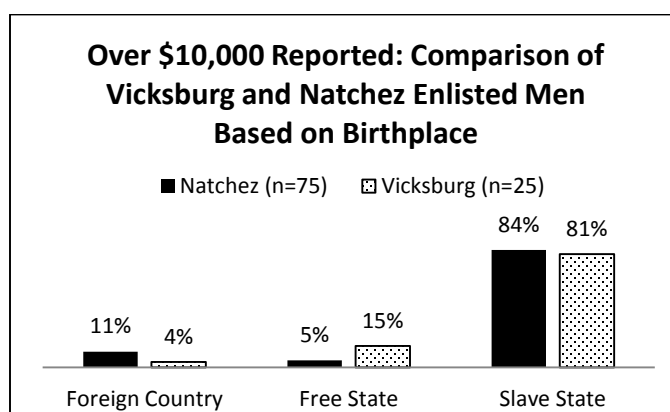 Over $10,000 Reported: Comparison of
Vicksburg and Natchez Enlisted Men
Based on Birthplace
Natchez (n=75) Vicksburg (n=25)
84% 81%
11% 4% 5% 15%
Foreign Country Free State Slave State